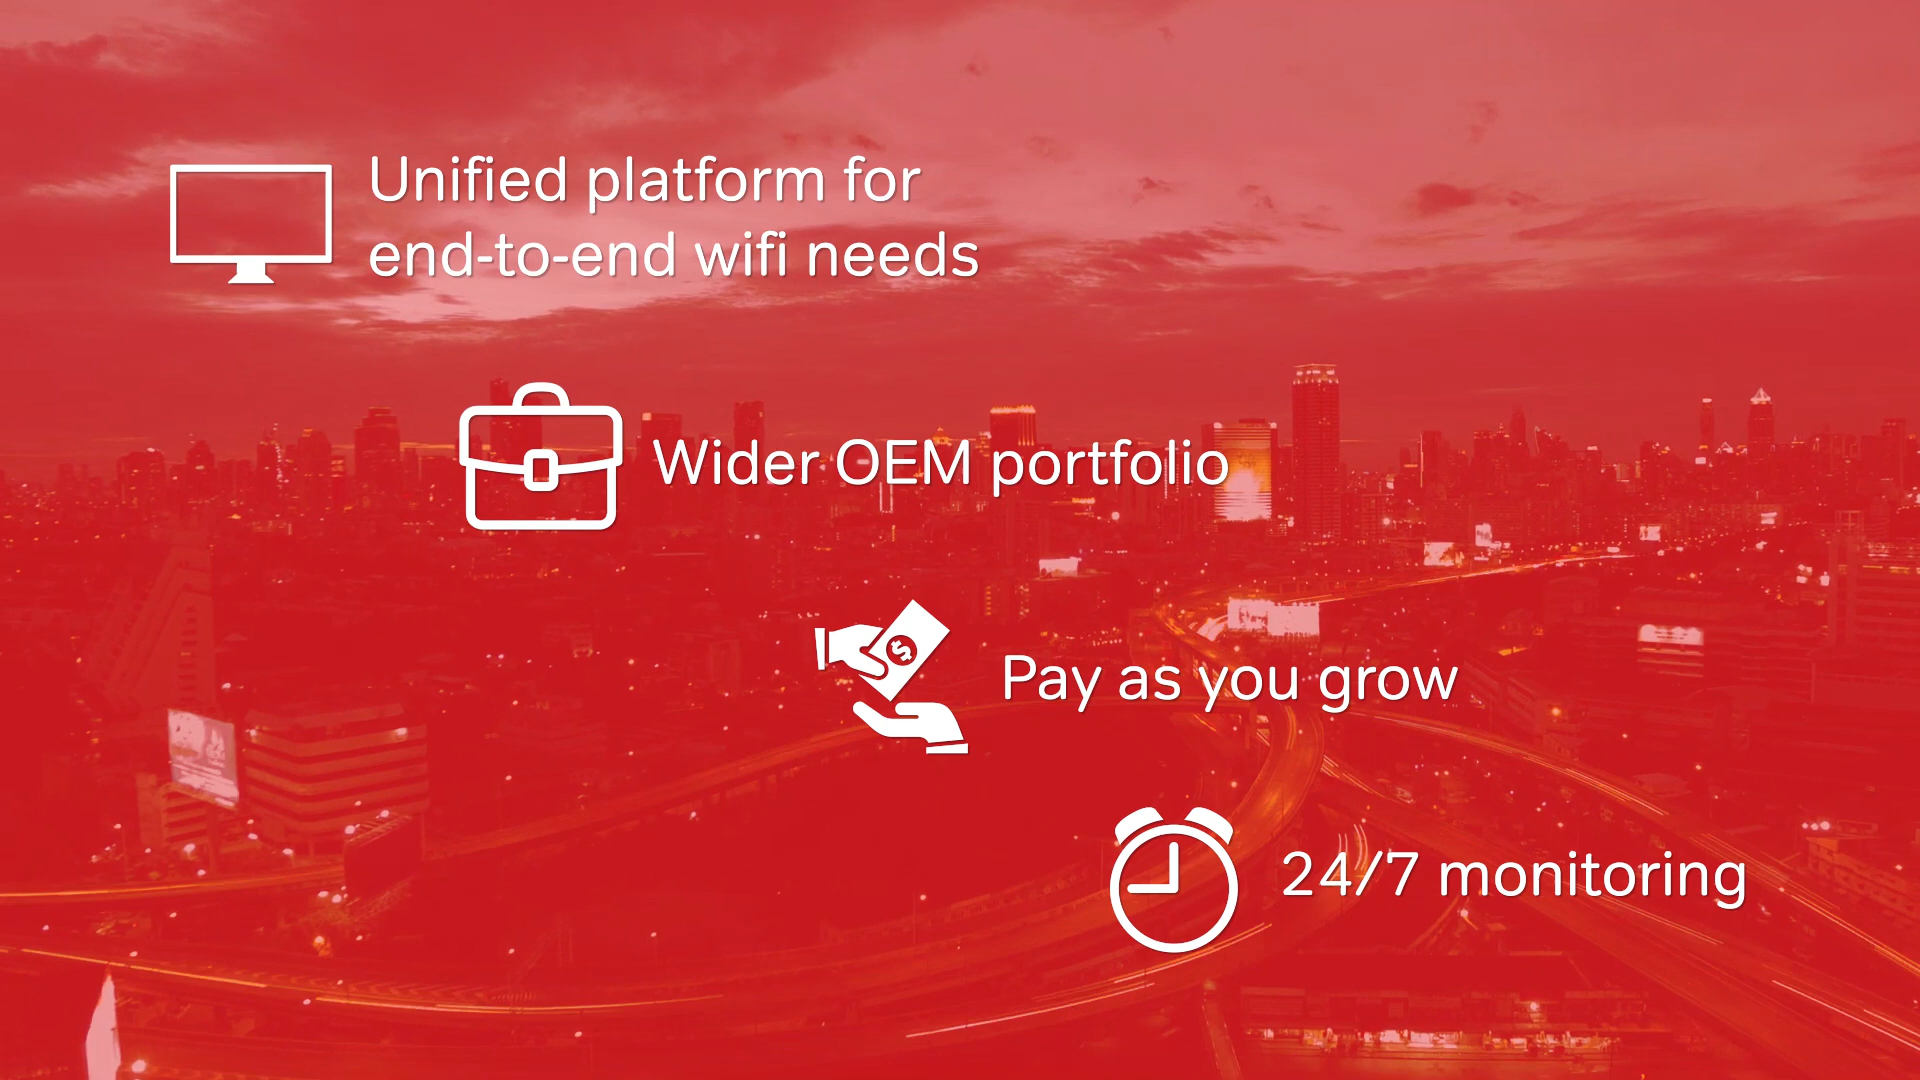 Unified platform for
end-to-end wifi needs
Wider OEM portfolio
$
Pay as you grow
24/7 monitoring